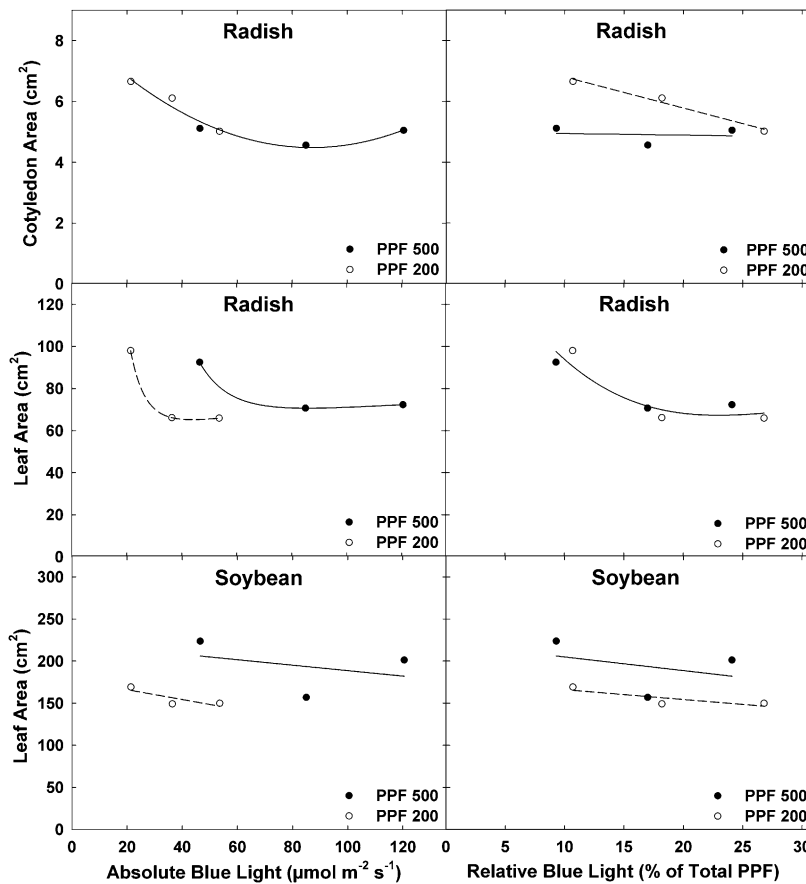 Radish
Radish
8
6
4
2
0
Cotyledon Area (cm²)
PPF 500
PPF 200
PPF 500
PPF 200
Radish
Radish
120
100
80
60
40
20
0
Leaf Area (cm²)
PPF 500
PPF 200
PPF 500
PPF 200
Soybean
Soybean
300
250
200
150
100
50
0
Leaf Area (cm²)
PPF 500
PPF 200
PPF 500
PPF 200
0 20 40 60 80 100 120
0 5 10 15 20 25 30
Absolute Blue Light (µmol m⁻² s⁻¹)
Relative Blue Light (% of Total PPF)